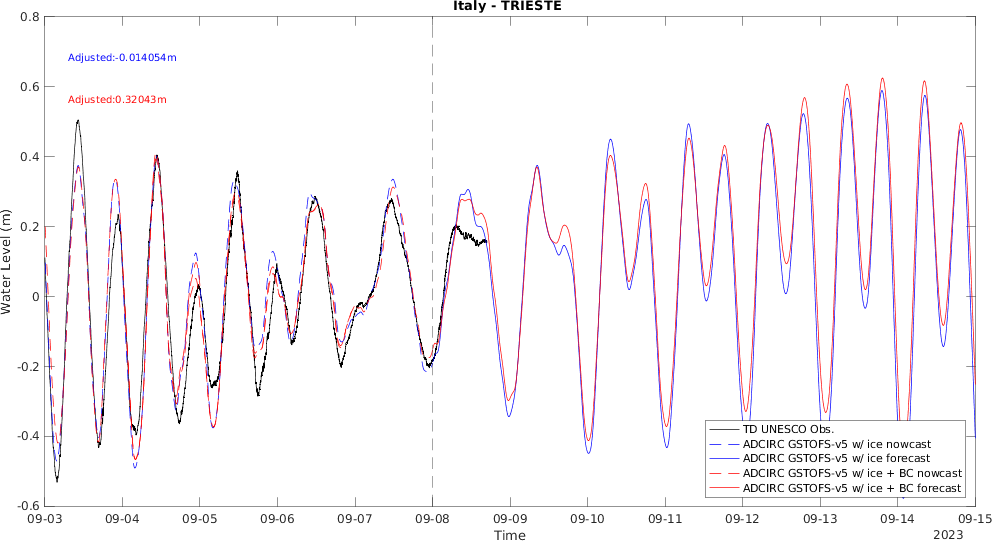 Italy - TRIESTE
Adjusted:-0.014054m
Adjusted:0.32043m
Water Level (m)
0.8
0.6
0.4
0.2
0
-0.2
-0.4
-0.6
TD UNESCO Obs.
ADCIRC GSTOFS-v5 w/ ice nowcast
ADCIRC GSTOFS-v5 w/ ice forecast
ADCIRC GSTOFS-v5 w/ ice + BC nowcast
ADCIRC GSTOFS-v5 w/ ice + BC forecast
09-03 09-04 09-05 09-06 09-07 09-08 09-09 09-10 09-11 09-12 09-13 09-14 09-15
Time
2023